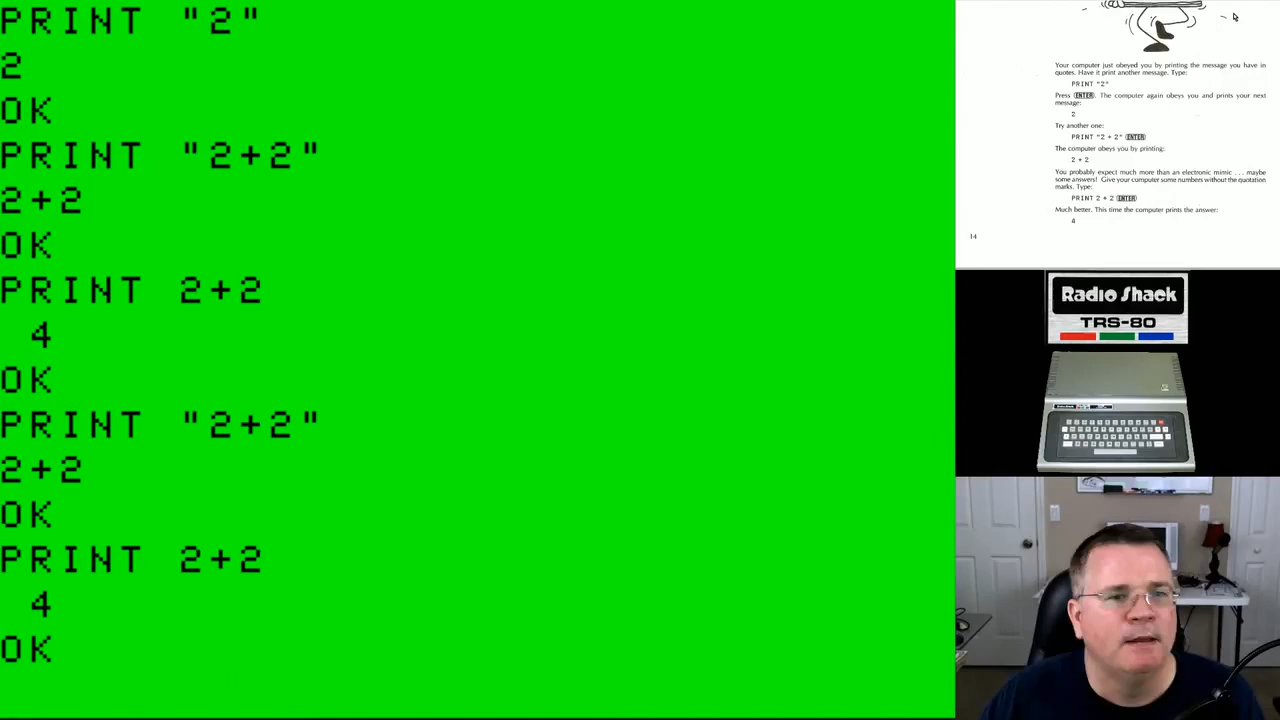 PRINT "2"
2
OK
PRINT "2+2"
2+2
OK
PRINT 2+2
4
OK
PRINT "2+2"
2+2
OK
PRINT 2+2
4
OK
Your computer just obeyed you by printing the message you have in
quotes. Have it print another message. Type:
PRINT "2"
Press ENTER. The computer again obeys you and prints your next
message:
2
Try another one:
PRINT "2 + 2" ENTER
The computer obeys you by printing:
2 + 2
You probably expect much more than an electronic mimic . . . maybe
some answers! Give your computer some numbers without the quotation
marks. Type:
PRINT 2 + 2 ENTER
Much better. This time the computer prints the answer:
4
14
Radio Shack
TRS-80